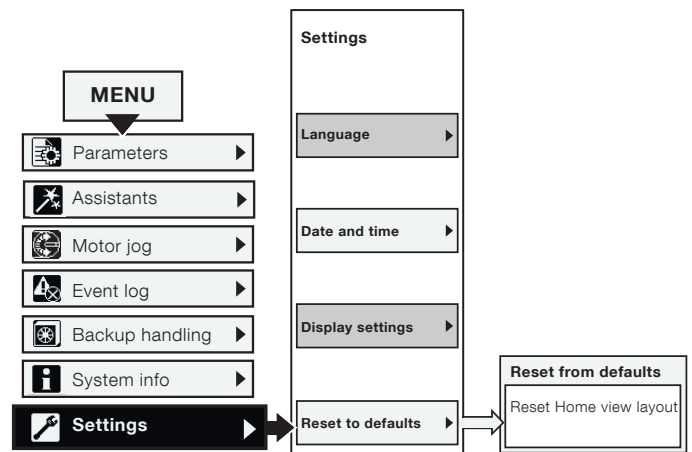 MENU
Parameters
Assistants
Motor jog
Event log
Backup handling
System info
Settings
Settings
Language
Date and time
Display settings
Reset to defaults
Reset from defaults
Reset Home view layout